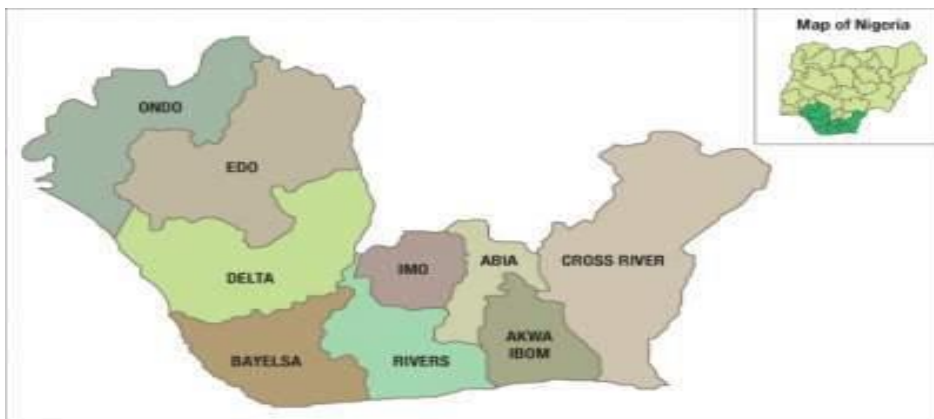 Map of Nigeria
ONDO
EDO
DELTA
IMO
ABIA
CROSS RIVER
BAYELSA
RIVERS
AKWA
IBOM